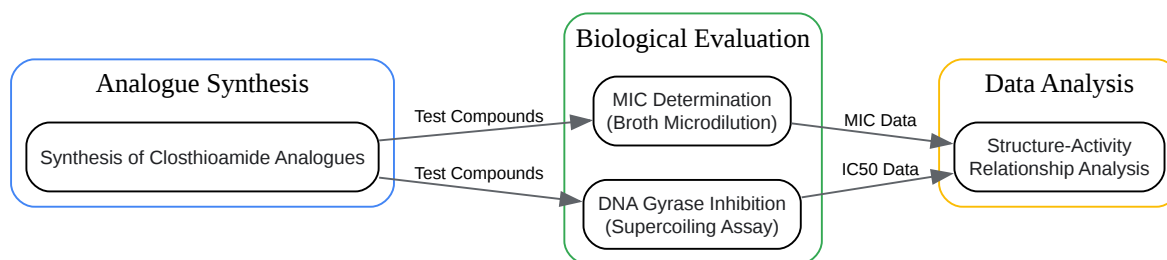 Analogue Synthesis
Synthesis of Closthioamide Analogues
Test Compounds
Test Compounds
Biological Evaluation
MIC Determination
(Broth Microdilution)
DNA Gyrase Inhibition
(Supercoiling Assay)
MIC Data
IC50 Data
Data Analysis
Structure-Activity
Relationship Analysis